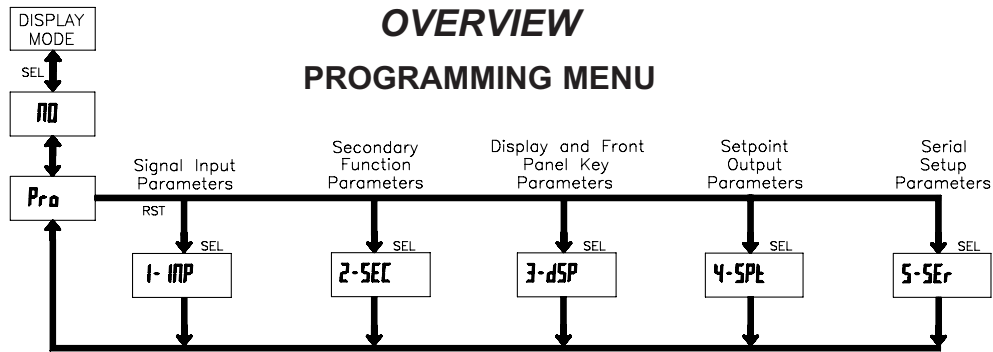 OVERVIEW
PROGRAMMING MENU
DISPLAY
MODE
SEL
NO
Pro
RST
Signal Input
Parameters
SEL
1-INP
Secondary
Function
Parameters
SEL
2-SEC
Display and Front
Panel Key
Parameters
SEL
3-dSP
Setpoint
Output
Parameters
SEL
4-SPt
Serial
Setup
Parameters
SEL
5-SEr